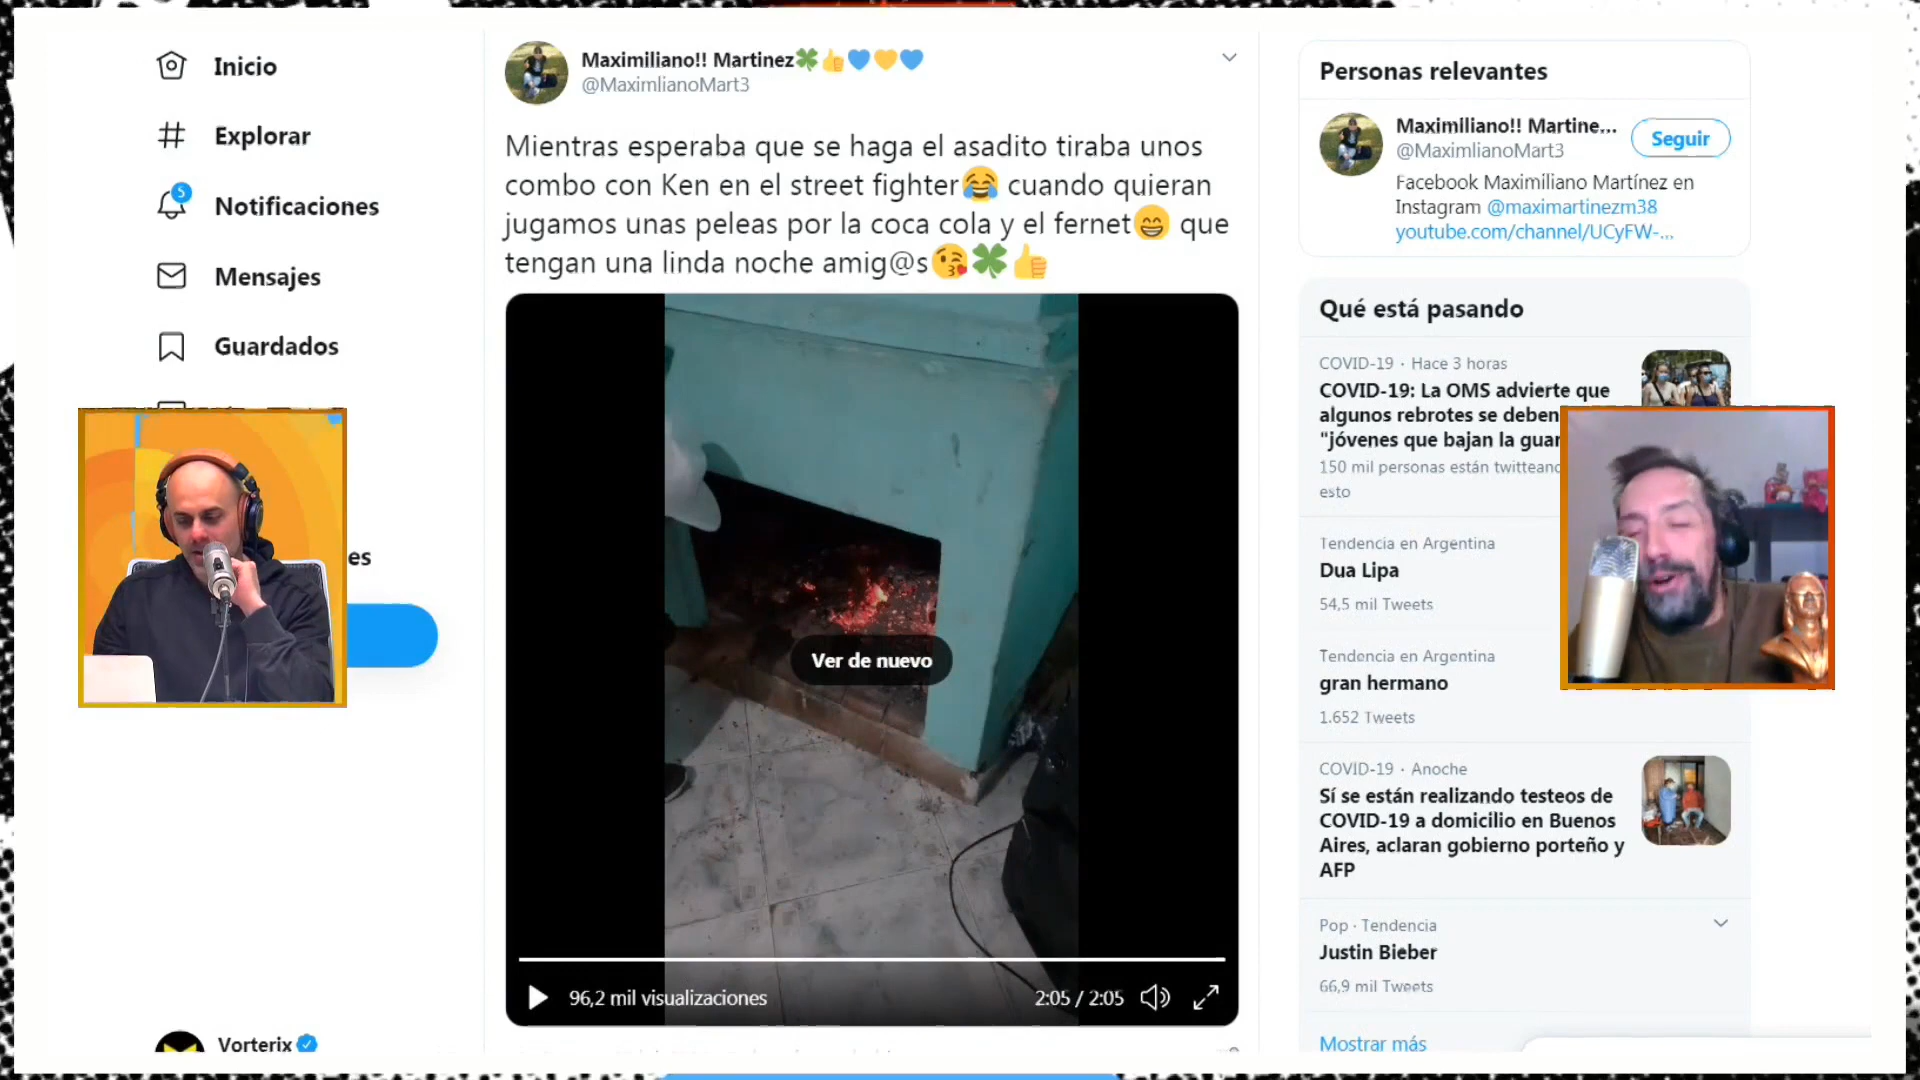 Inicio
Explorar
5
Notificaciones
Mensajes
Guardados
es
Vorterix
Maximiliano!! Martinez🍀👍💙💛💙
@MaximlianoMart3
Mientras esperaba que se haga el asadito tiraba unos
combo con Ken en el street fighter😂 cuando quieran
jugamos unas peleas por la coca cola y el fernet😁 que
tengan una linda noche amig@s😘🍀👍
Ver de nuevo
96,2 mil visualizaciones
2:05 / 2:05
Personas relevantes
Maximiliano!! Martine...
@MaximlianoMart3
Seguir
Facebook Maximiliano Martínez en
Instagram @maximartinezm38
youtube.com/channel/UCyFW-...
Qué está pasando
COVID-19 · Hace 3 horas
COVID-19: La OMS advierte que
algunos rebrotes se deben
"jóvenes que bajan la guar
150 mil personas están twitteand
esto
Tendencia en Argentina
Dua Lipa
54,5 mil Tweets
Tendencia en Argentina
gran hermano
1.652 Tweets
COVID-19 · Anoche
Sí se están realizando testeos de
COVID-19 a domicilio en Buenos
Aires, aclaran gobierno porteño y
AFP
Pop · Tendencia
Justin Bieber
66,9 mil Tweets
Mostrar más